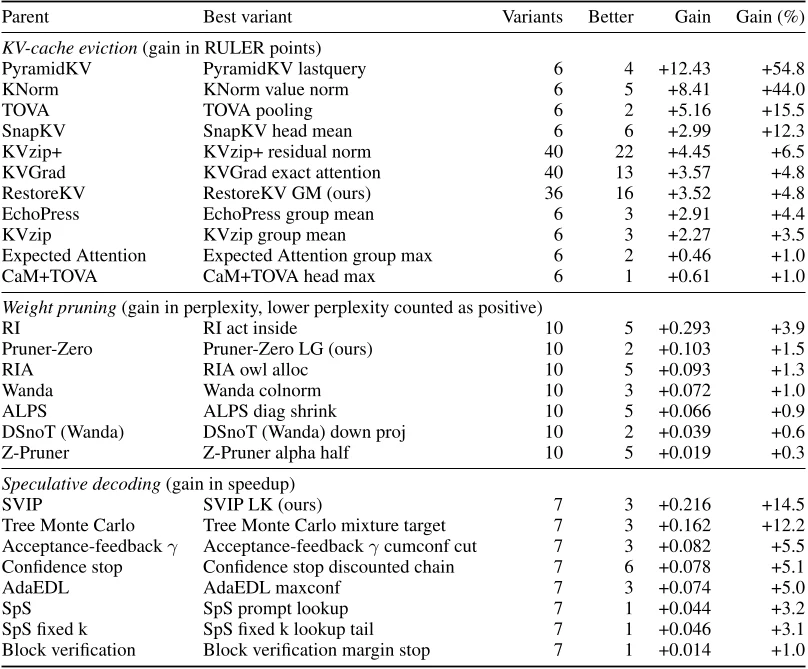 Parent Best variant Variants Better Gain Gain (%)
KV-cache eviction (gain in RULER points)
PyramidKV PyramidKV lastquery 6 4 +12.43 +54.8
KNorm KNorm value norm 6 5 +8.41 +44.0
TOVA TOVA pooling 6 2 +5.16 +15.5
SnapKV SnapKV head mean 6 6 +2.99 +12.3
KVzip+ KVzip+ residual norm 40 22 +4.45 +6.5
KVGrad KVGrad exact attention 40 13 +3.57 +4.8
RestoreKV RestoreKV GM (ours) 36 16 +3.52 +4.8
EchoPress EchoPress group mean 6 3 +2.91 +4.4
KVzip KVzip group mean 6 3 +2.27 +3.5
Expected Attention Expected Attention group max 6 2 +0.46 +1.0
CaM+TOVA CaM+TOVA head max 6 1 +0.61 +1.0
Weight pruning (gain in perplexity, lower perplexity counted as positive)
RI RI act inside 10 5 +0.293 +3.9
Pruner-Zero Pruner-Zero LG (ours) 10 2 +0.103 +1.5
RIA RIA owl alloc 10 5 +0.093 +1.3
Wanda Wanda colnorm 10 3 +0.072 +1.0
ALPS ALPS diag shrink 10 5 +0.066 +0.9
DSnoT (Wanda) DSnoT (Wanda) down proj 10 2 +0.039 +0.6
Z-Pruner Z-Pruner alpha half 10 5 +0.019 +0.3
Speculative decoding (gain in speedup)
SVIP SVIP LK (ours) 7 3 +0.216 +14.5
Tree Monte Carlo Tree Monte Carlo mixture target 7 3 +0.162 +12.2
Acceptance-feedback γ Acceptance-feedback γ cumconf cut 7 3 +0.082 +5.5
Confidence stop Confidence stop discounted chain 7 6 +0.078 +5.1
AdaEDL AdaEDL maxconf 7 3 +0.074 +5.0
SpS SpS prompt lookup 7 1 +0.044 +3.2
SpS fixed k SpS fixed k lookup tail 7 1 +0.046 +3.1
Block verification Block verification margin stop 7 1 +0.014 +1.0